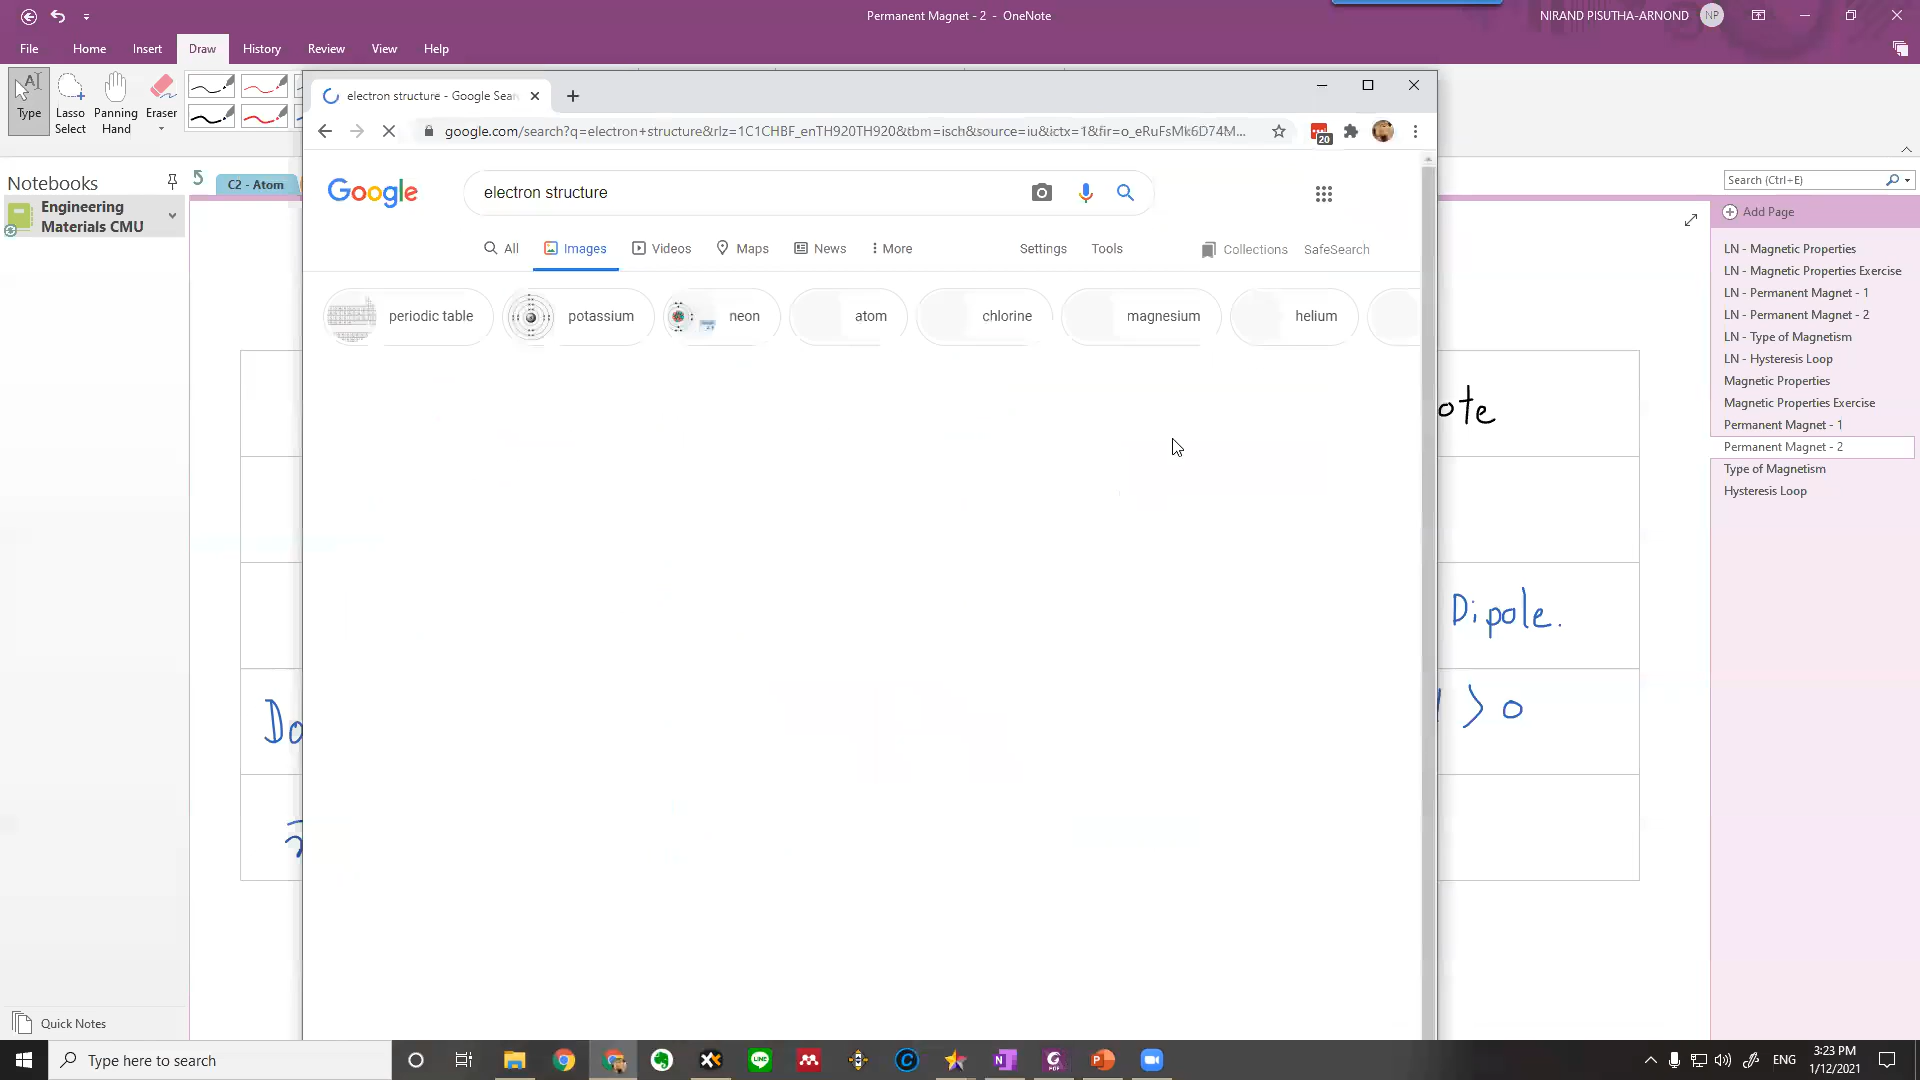 Permanent Magnet - 2 - OneNote
NIRAND PISUTHA-ARNOND
NP
File
Home
Insert
Draw
History
Review
View
Help
Type
Lasso Select
Panning Hand
Eraser
electron structure - Google Sear
google.com/search?q=electron+structure&rlz=1C1CHBF_enTH920TH920&tbm=isch&source=iu&ictx=1&fir=o_eRuFsMk6D74M...
20
Notebooks
Engineering Materials CMU
C2 - Atom
Google
electron structure
All
Images
Videos
Maps
News
More
Settings
Tools
Collections
SafeSearch
periodic table
potassium
neon
atom
chlorine
magnesium
helium
ote
Dipole.
Do
> 0
Search (Ctrl+E)
Add Page
LN - Magnetic Properties
LN - Magnetic Properties Exercise
LN - Permanent Magnet - 1
LN - Permanent Magnet - 2
LN - Type of Magnetism
LN - Hysteresis Loop
Magnetic Properties
Magnetic Properties Exercise
Permanent Magnet - 1
Permanent Magnet - 2
Type of Magnetism
Hysteresis Loop
Quick Notes
Type here to search
ENG
3:23 PM
1/12/2021